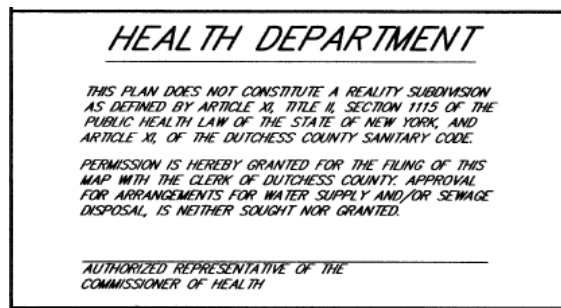 HEALTH DEPARTMENT
THIS PLAN DOES NOT CONSTITUTE A REALITY SUBDIVISION
AS DEFINED BY ARTICLE XI, TITLE II, SECTION 1115 OF THE
PUBLIC HEALTH LAW OF THE STATE OF NEW YORK, AND
ARTICLE XI, OF THE DUTCHESS COUNTY SANITARY CODE.
PERMISSION IS HEREBY GRANTED FOR THE FILING OF THIS
MAP WITH THE CLERK OF DUTCHESS COUNTY. APPROVAL
FOR ARRANGEMENTS FOR WATER SUPPLY AND/OR SEWAGE
DISPOSAL, IS NEITHER SOUGHT NOR GRANTED.
AUTHORIZED REPRESENTATIVE OF THE
COMMISSIONER OF HEALTH